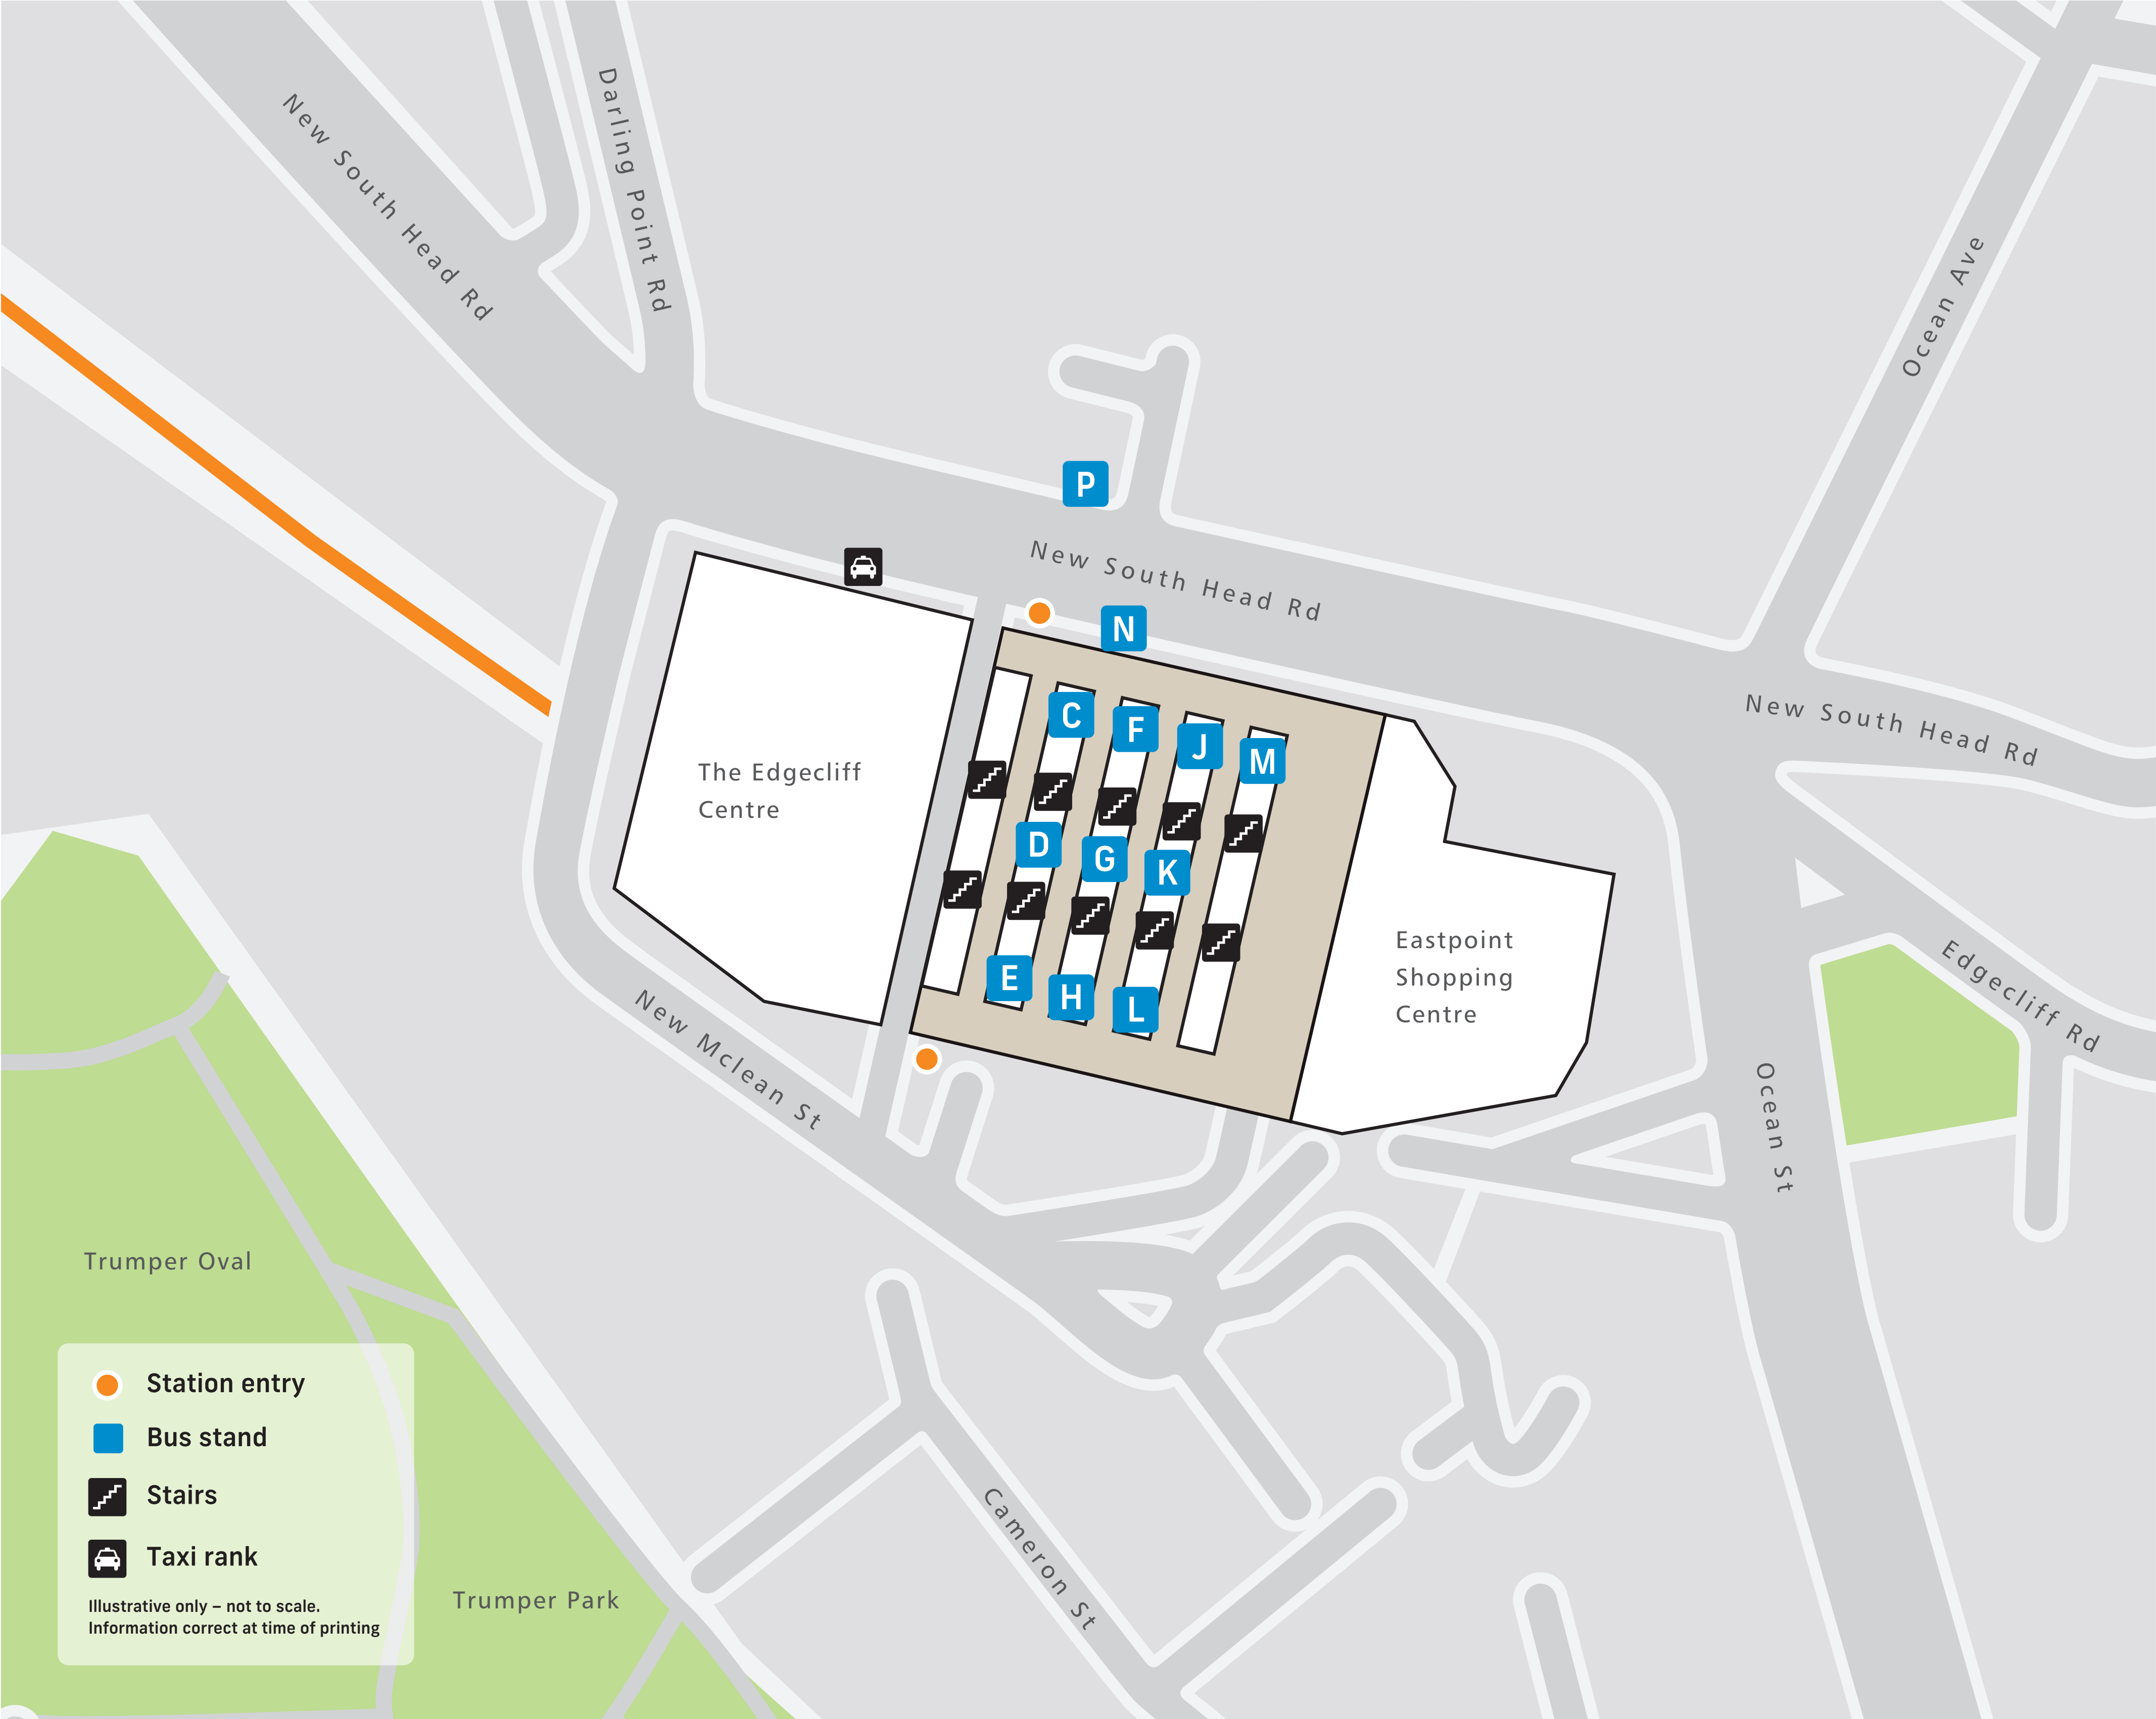 New South Head Rd
Darling Point Rd
Ocean Ave
P
New South Head Rd
N
New South Head Rd
C
F
J
M
The Edgecliff
Centre
D
G
K
E
H
L
Eastpoint
Shopping
Centre
Edgecliff Rd
New Mclean St
Ocean St
Trumper Oval
Station entry
Bus stand
Stairs
Taxi rank
Illustrative only – not to scale.
Information correct at time of printing
Trumper Park
Cameron St